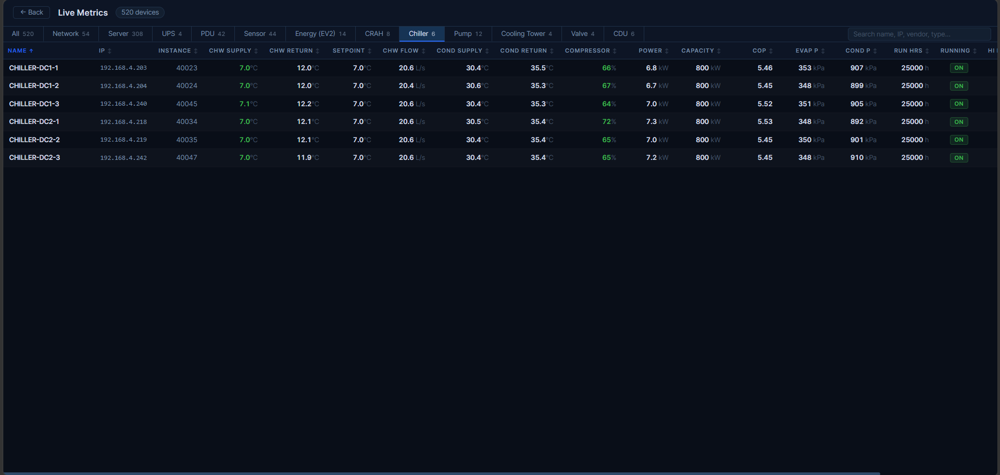 ← Back Live Metrics 520 devices
All 520 Network 54 Server 308 UPS 4 PDU 42 Sensor 44 Energy (EV2) 14 CRAH 8 Chiller 6 Pump 12 Cooling Tower 4 Valve 4 CDU 6 Search name, IP, vendor, type...
NAME ↑ IP ↕ INSTANCE ↕ CHW SUPPLY ↕ CHW RETURN ↕ SETPOINT ↕ CHW FLOW ↕ COND SUPPLY ↕ COND RETURN ↕ COMPRESSOR ↕ POWER ↕ CAPACITY ↕ COP ↕ EVAP P ↕ COND P ↕ RUN HRS ↕ RUNNING ↕ HI
CHILLER-DC1-1 192.168.4.203 40023 7.0°C 12.0°C 7.0°C 20.6 L/s 30.4°C 35.5°C 66% 6.8 kW 800 kW 5.46 353 kPa 907 kPa 25000 h ON
CHILLER-DC1-2 192.168.4.204 40024 7.0°C 12.0°C 7.0°C 20.4 L/s 30.6°C 35.3°C 67% 6.7 kW 800 kW 5.45 348 kPa 899 kPa 25000 h ON
CHILLER-DC1-3 192.168.4.240 40045 7.1°C 12.2°C 7.0°C 20.6 L/s 30.4°C 35.3°C 64% 7.0 kW 800 kW 5.52 351 kPa 905 kPa 25000 h ON
CHILLER-DC2-1 192.168.4.218 40034 7.0°C 12.1°C 7.0°C 20.6 L/s 30.5°C 35.4°C 72% 7.3 kW 800 kW 5.53 348 kPa 892 kPa 25000 h ON
CHILLER-DC2-2 192.168.4.219 40035 7.0°C 12.1°C 7.0°C 20.6 L/s 30.4°C 35.4°C 65% 7.0 kW 800 kW 5.45 350 kPa 901 kPa 25000 h ON
CHILLER-DC2-3 192.168.4.242 40047 7.0°C 11.9°C 7.0°C 20.6 L/s 30.4°C 35.4°C 65% 7.2 kW 800 kW 5.45 348 kPa 910 kPa 25000 h ON